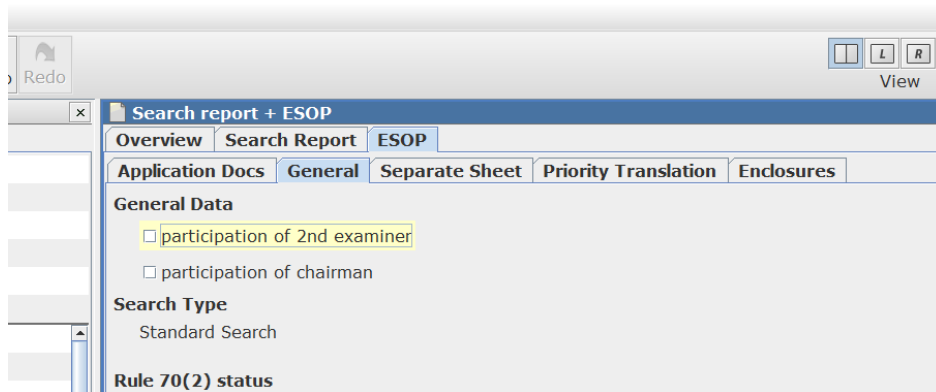 Redo
L R
View
Search report + ESOP
Overview Search Report ESOP
Application Docs General Separate Sheet Priority Translation Enclosures
General Data
participation of 2nd examiner
participation of chairman
Search Type
Standard Search
Rule 70(2) status